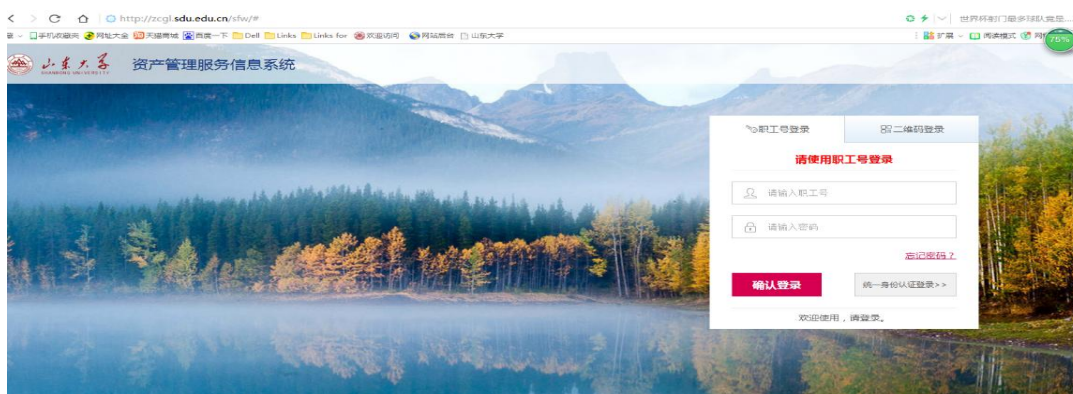 http://zcgl.sdu.edu.cn/sfw/#
世界杯射门最多球队竟是...
手机收藏夹 网址大全 天猫商城 百度一下 Dell Links Links for 欢迎访问 网站后台 山东大学
扩展 阅读模式
75%
山东大学 资产管理服务信息系统
SHANDONG UNIVERSITY
职工号登录 二维码登录
请使用职工号登录
请输入职工号
请输入密码
忘记密码？
确认登录 统一身份认证登录>>
欢迎使用，请登录。